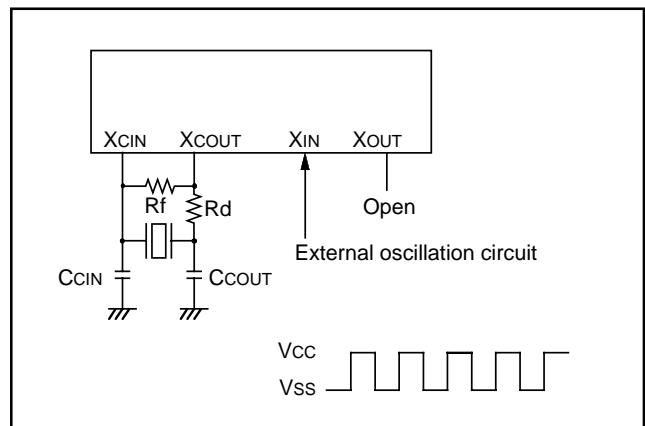 XCIN XCOUT XIN XOUT
Rf Rd
Open
External oscillation circuit
CCIN CCOUT
VCC
VSS